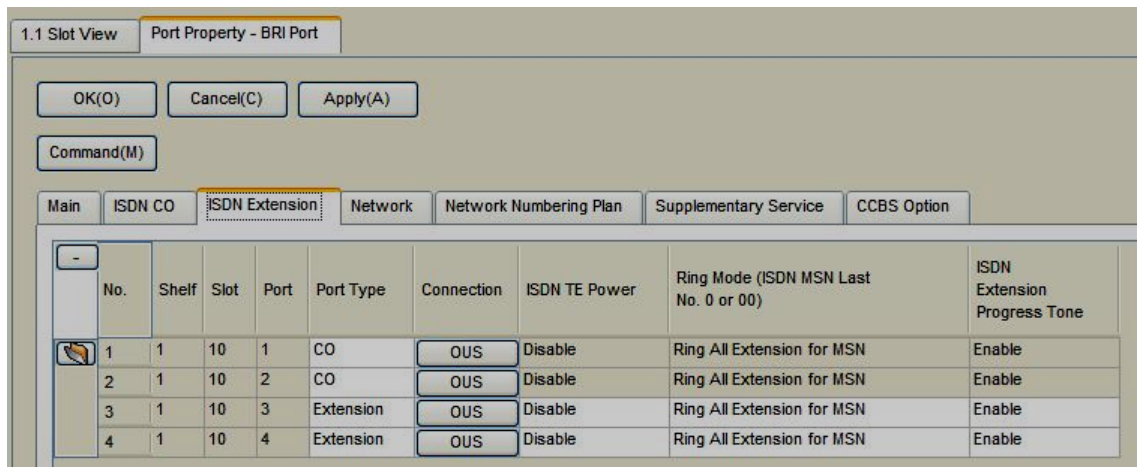 1.1 Slot View Port Property - BRI Port
OK(O) Cancel(C) Apply(A)
Command(M)
Main ISDN CO ISDN Extension Network Network Numbering Plan Supplementary Service CCBS Option
- No. Shelf Slot Port Port Type Connection ISDN TE Power Ring Mode (ISDN MSN Last
No. 0 or 00) ISDN
Extension
Progress Tone
1 1 10 1 CO OUS Disable Ring All Extension for MSN Enable
2 1 10 2 CO OUS Disable Ring All Extension for MSN Enable
3 1 10 3 Extension OUS Disable Ring All Extension for MSN Enable
4 1 10 4 Extension OUS Disable Ring All Extension for MSN Enable